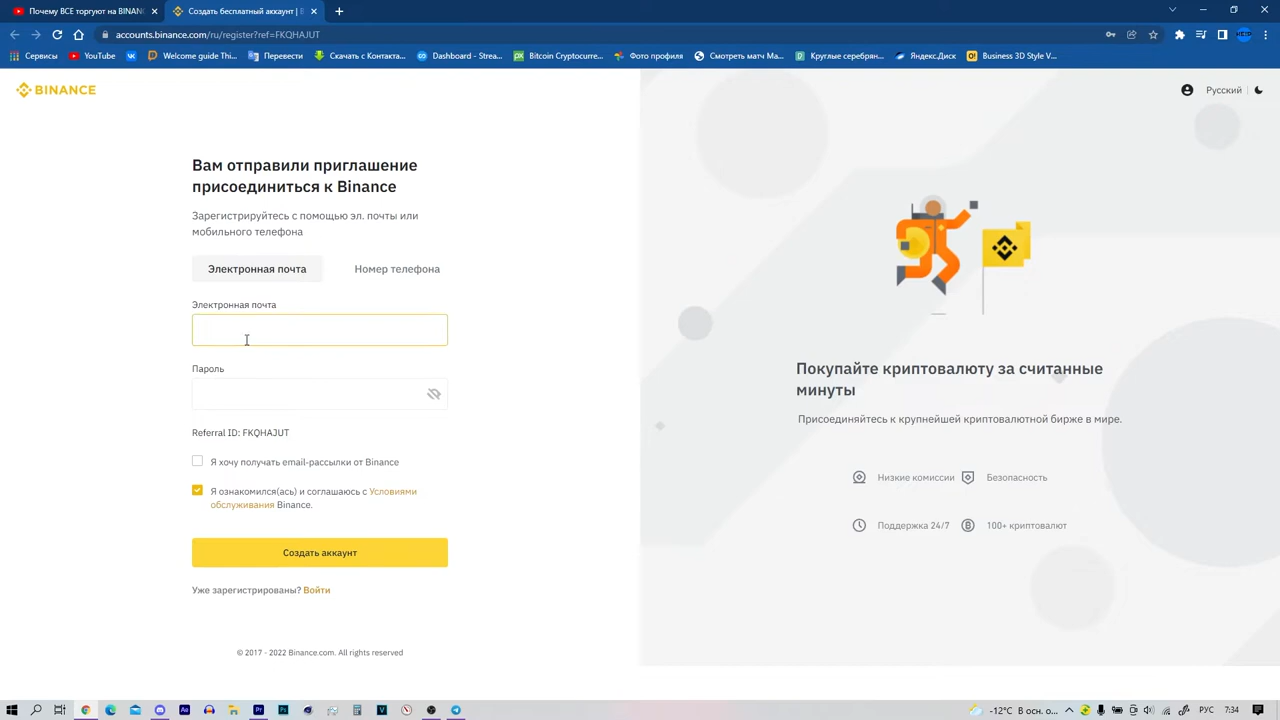 Почему ВСЕ торгуют на BINAN
Создать бесплатный аккаунт |
accounts.binance.com/ru/register?ref=FKQHAJUT
Сервисы
YouTube
Welcome guide Thi...
Перевести
Скачать с Контакта...
Dashboard - Strea...
Bitcoin Cryptocurre...
Фото профиля
Смотреть матч Ma...
Круглые серебрян...
Яндекс.Диск
Business 3D Style V...
BINANCE
Русский
Вам отправили приглашение
присоединиться к Binance
Зарегистрируйтесь с помощью эл. почты или
мобильного телефона
Электронная почта
Номер телефона
Электронная почта
Пароль
Referral ID: FKQHAJUT
Я хочу получать email-рассылки от Binance
Я ознакомился(ась) и соглашаюсь с Условиями
обслуживания Binance.
Создать аккаунт
Уже зарегистрированы? Войти
© 2017 - 2022 Binance.com. All rights reserved
Покупайте криптовалюту за считанные
минуты
Присоединяйтесь к крупнейшей криптовалютной бирже в мире.
Низкие комиссии
Безопасность
Поддержка 24/7
100+ криптовалют
-12°C В осн. о...
РУС
7:34